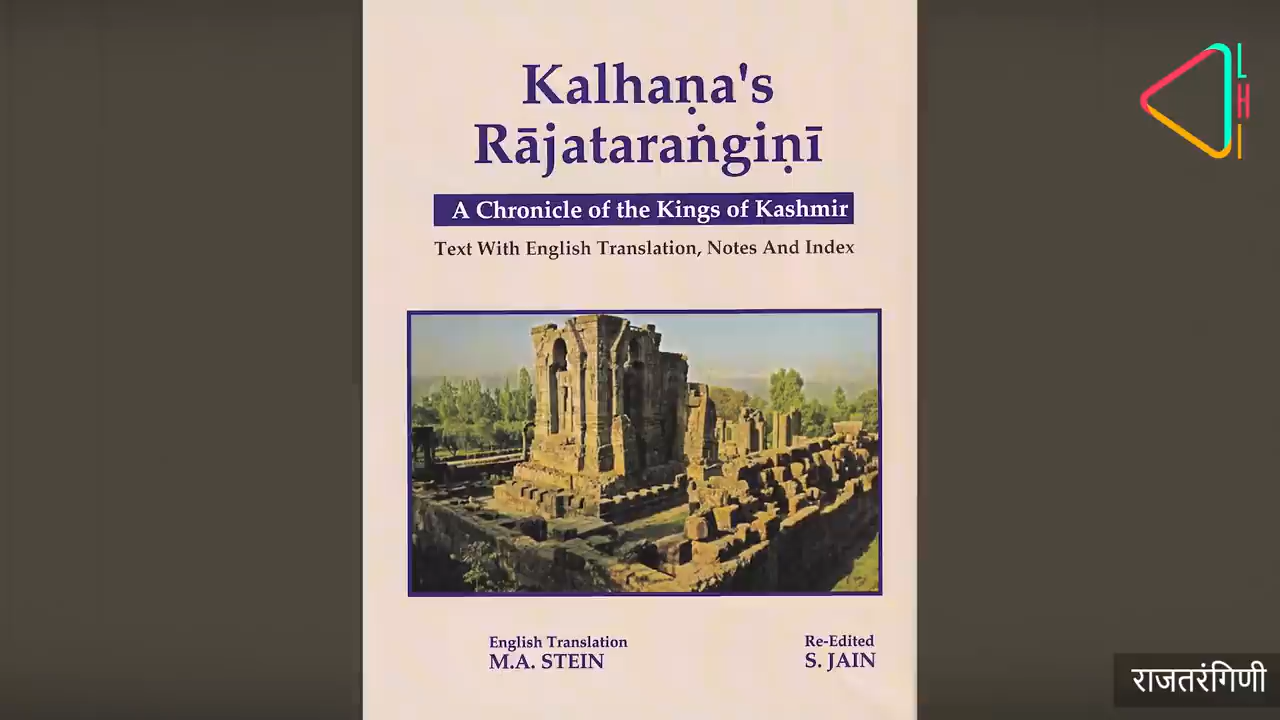 Kalhaṇa's
Rājataraṅgiṇī
A Chronicle of the Kings of Kashmir
Text With English Translation, Notes And Index
English Translation
M.A. STEIN
Re-Edited
S. JAIN
L
H
I
राजतरंगिणी